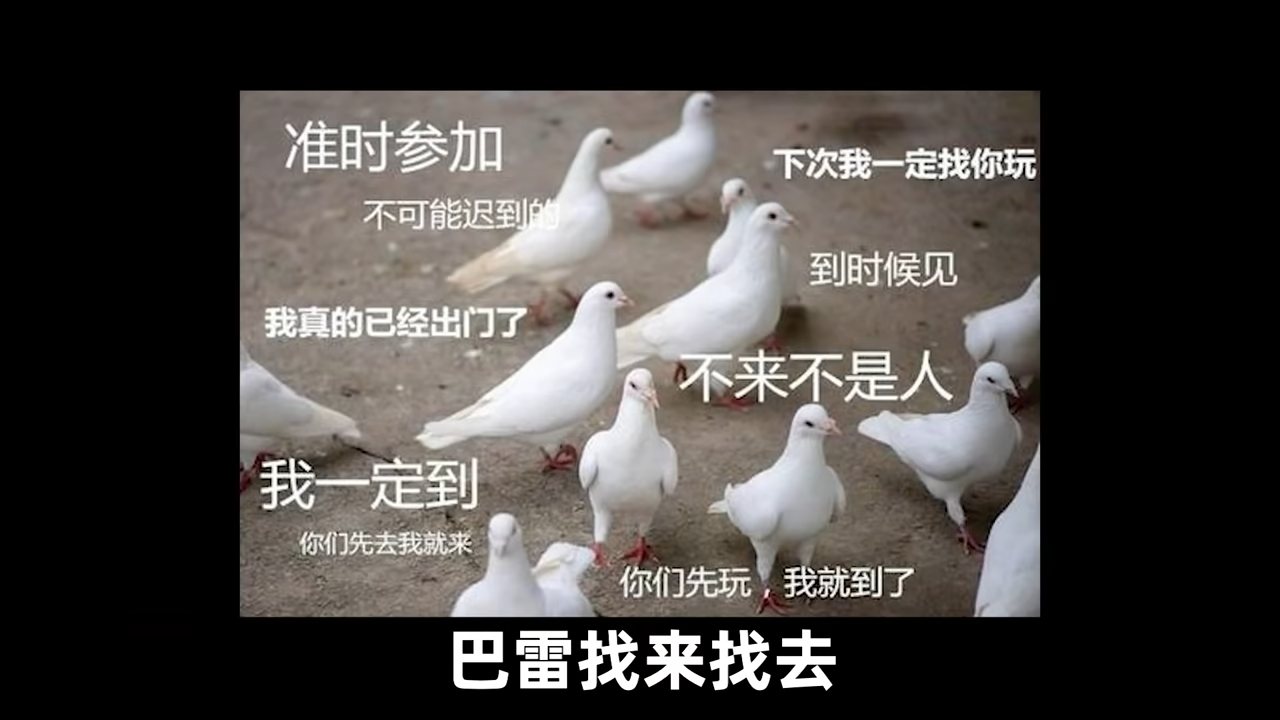 准时参加
下次我一定找你玩
不可能迟到的
到时候见
我真的已经出门了
不来不是人
我一定到
你们先去我就来
你们先玩，我就到了
巴雷找来找去